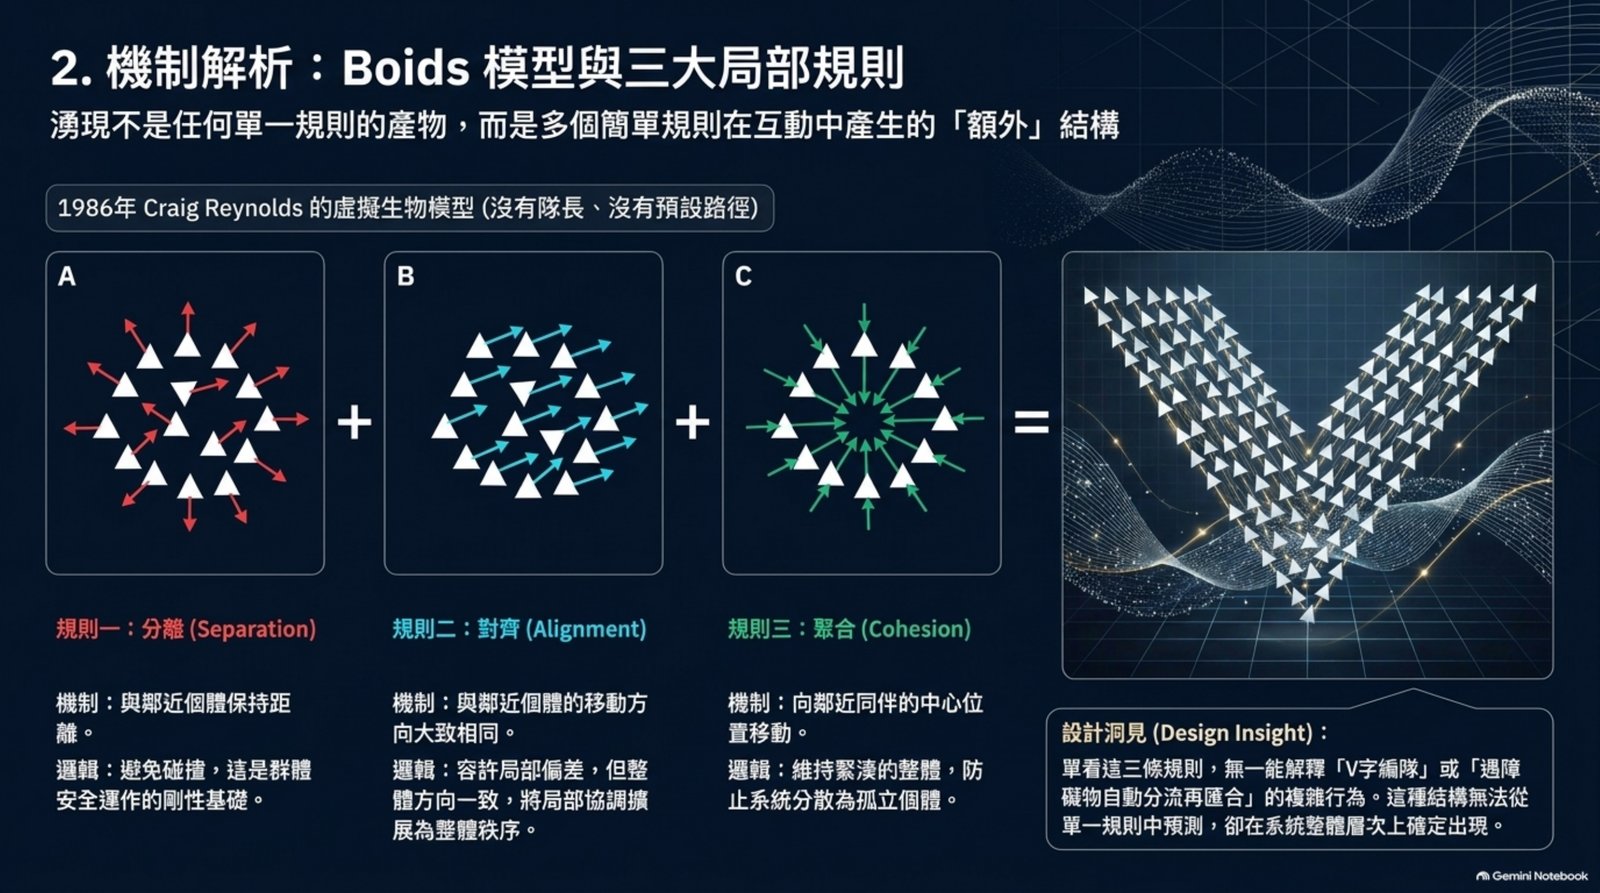 2. 機制解析：Boids 模型與三大局部規則
湧現不是任何單一規則的產物，而是多個簡單規則在互動中產生的「額外」結構
1986年 Craig Reynolds 的虛擬生物模型 (沒有隊長、沒有預設路徑)
A
B
C
+
+
=
規則一：分離 (Separation)
機制：與鄰近個體保持距
離。
邏輯：避免碰撞，這是群體
安全運作的剛性基礎。
規則二：對齊 (Alignment)
機制：與鄰近個體的移動方
向大致相同。
邏輯：容許局部偏差，但整
體方向一致，將局部協調擴
展為整體秩序。
規則三：聚合 (Cohesion)
機制：向鄰近同伴的中心位
置移動。
邏輯：維持緊湊的整體，防
止系統分散為孤立個體。
設計洞見 (Design Insight)：
單看這三條規則，無一能解釋「V字編隊」或「遇障
礙物自動分流再匯合」的複雜行為。這種結構無法從
單一規則中預測，卻在系統整體層次上確定出現。
Gemini Notebook